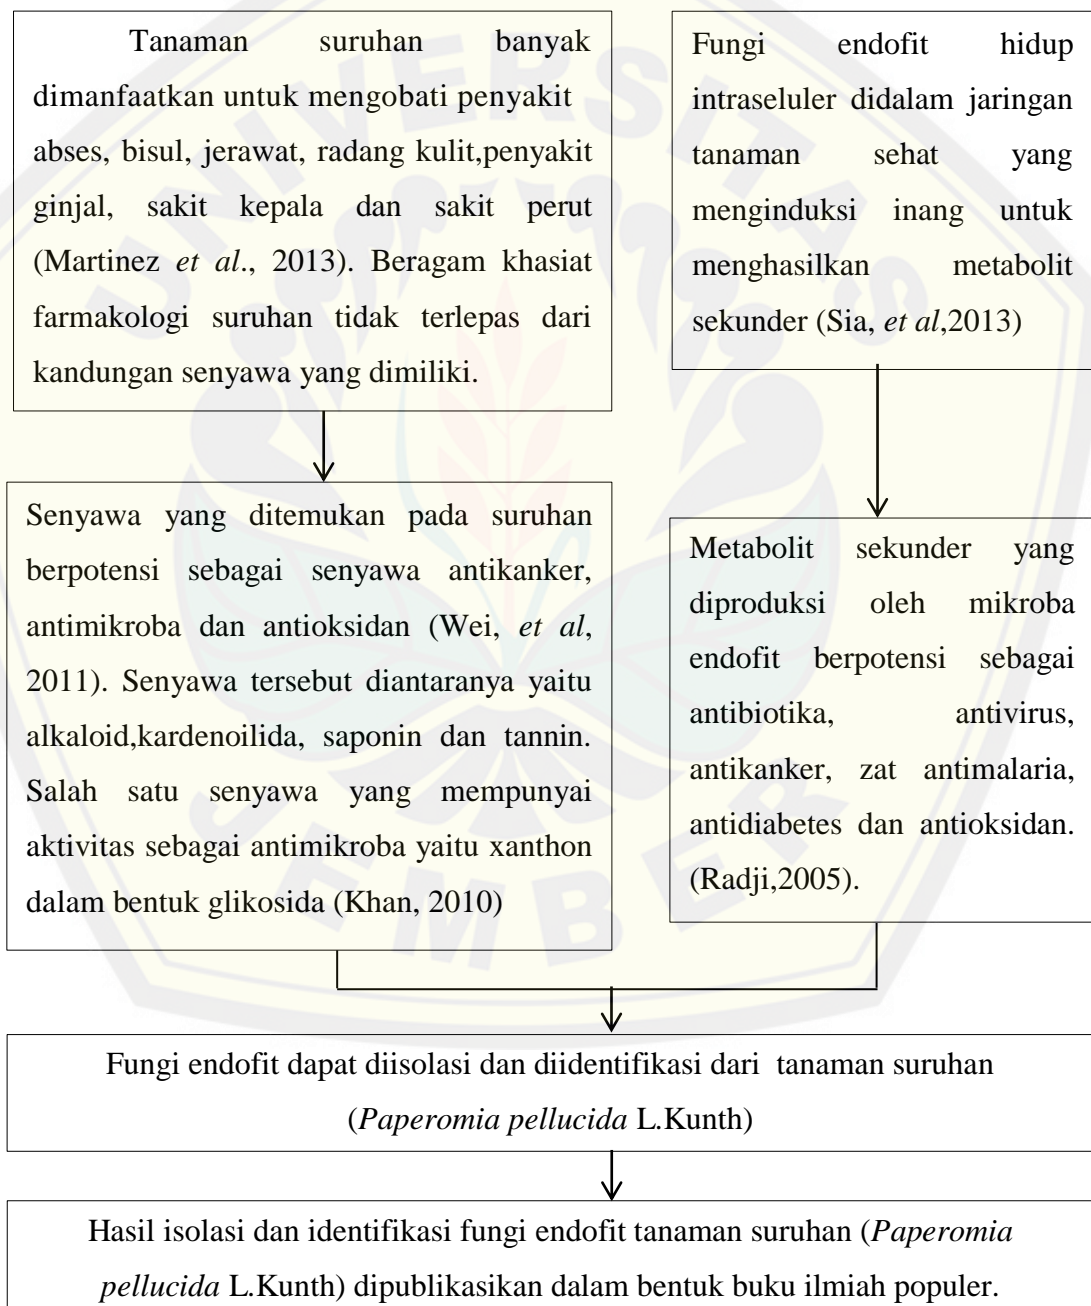 Tanaman suruhan banyak
dimanfaatkan untuk mengobati penyakit
abses, bisul, jerawat, radang kulit,penyakit
ginjal, sakit kepala dan sakit perut
(Martinez et al., 2013). Beragam khasiat
farmakologi suruhan tidak terlepas dari
kandungan senyawa yang dimiliki.
Fungi endofit hidup
intraseluler didalam jaringan
tanaman sehat yang
menginduksi inang untuk
menghasilkan metabolit
sekunder (Sia, et al,2013)
Senyawa yang ditemukan pada suruhan
berpotensi sebagai senyawa antikanker,
antimikroba dan antioksidan (Wei, et al,
2011). Senyawa tersebut diantaranya yaitu
alkaloid,kardenoilida, saponin dan tannin.
Salah satu senyawa yang mempunyai
aktivitas sebagai antimikroba yaitu xanthon
dalam bentuk glikosida (Khan, 2010)
Metabolit sekunder yang
diproduksi oleh mikroba
endofit berpotensi sebagai
antibiotika, antivirus,
antikanker, zat antimalaria,
antidiabetes dan antioksidan.
(Radji,2005).
Fungi endofit dapat diisolasi dan diidentifikasi dari tanaman suruhan
(Paperomia pellucida L.Kunth)
Hasil isolasi dan identifikasi fungi endofit tanaman suruhan (Paperomia
pellucida L.Kunth) dipublikasikan dalam bentuk buku ilmiah populer.
UNIVERSITAS
JEMBER